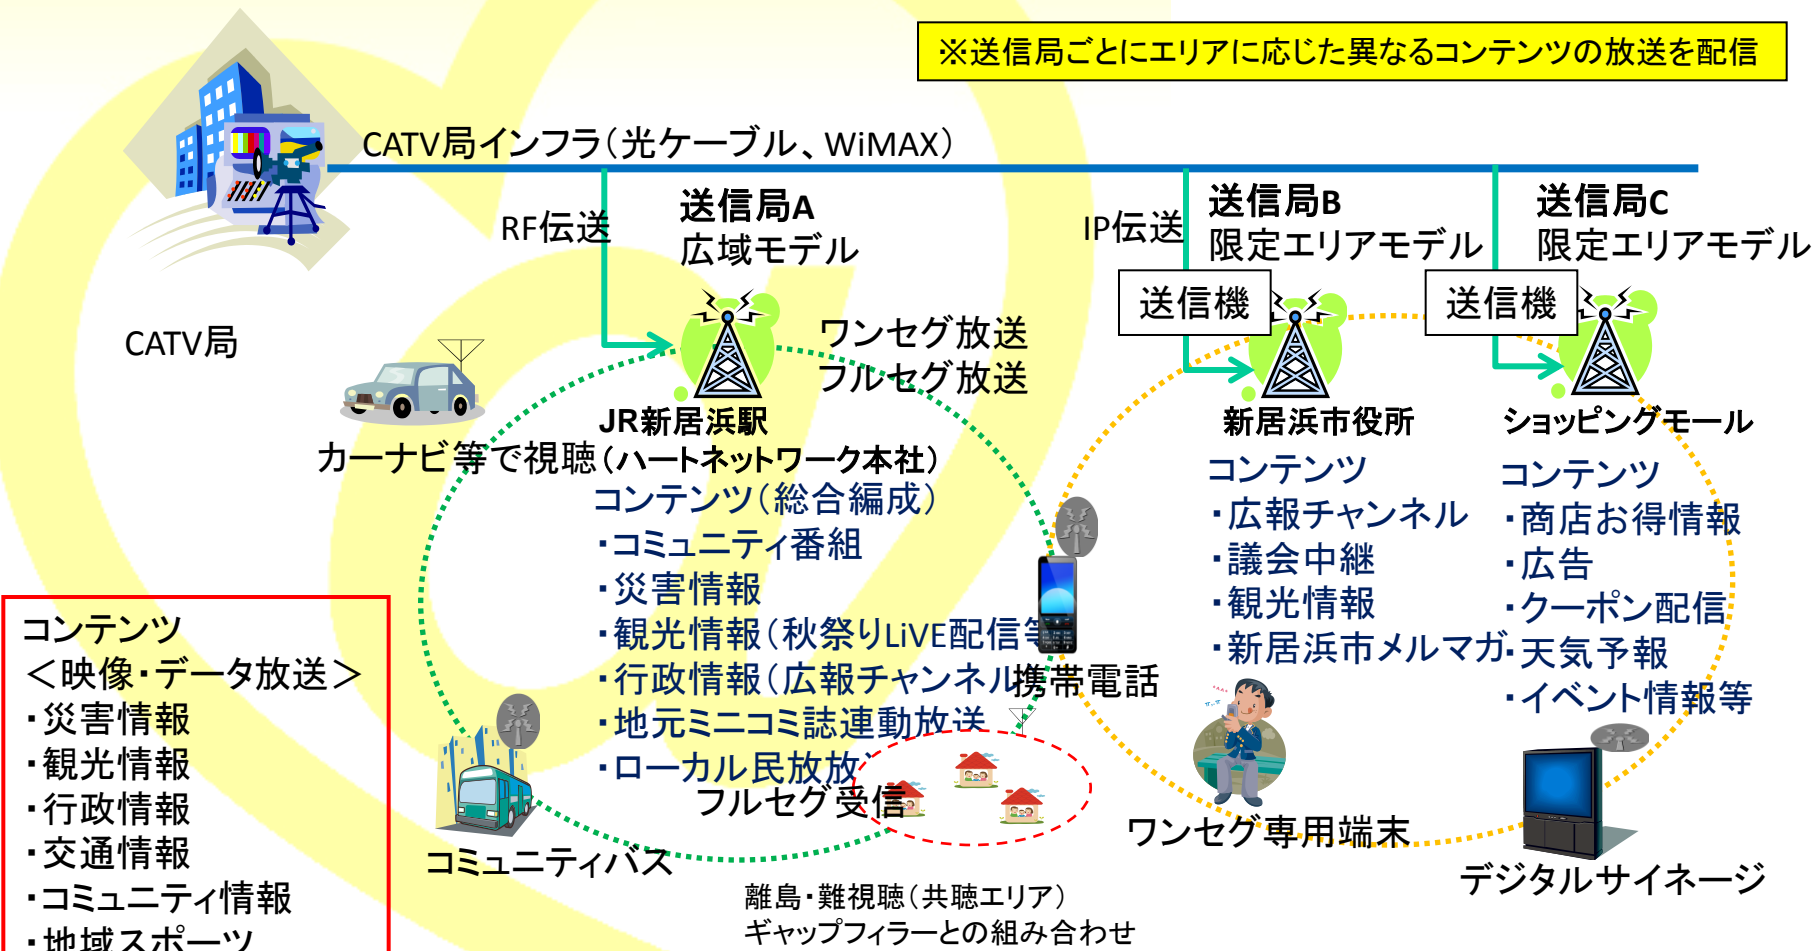 ※送信局ごとにエリアに応じた異なるコンテンツの放送を配信
CATV局インフラ（光ケーブル、WiMAX）
CATV局
RF伝送
送信局A
広域モデル
ワンセグ放送
フルセグ放送
JR新居浜駅
（ハートネットワーク本社）
コンテンツ（総合編成）
・コミュニティ番組
・災害情報
・観光情報（秋祭りLiVE配信等
・行政情報（広報チャンネル
・地元ミニコミ誌連動放送
・ローカル民放放
フルセグ受信
カーナビ等で視聴
コミュニティバス
携帯電話
離島・難視聴（共聴エリア）
ギャップフィラーとの組み合わせ
IP伝送
送信局B
限定エリアモデル
送信機
新居浜市役所
コンテンツ
・広報チャンネル
・議会中継
・観光情報
・新居浜市メルマガ
ワンセグ専用端末
送信局C
限定エリアモデル
送信機
ショッピングモール
コンテンツ
・商店お得情報
・広告
・クーポン配信
・天気予報
・イベント情報等
デジタルサイネージ
コンテンツ
＜映像・データ放送＞
・災害情報
・観光情報
・行政情報
・交通情報
・コミュニティ情報
・地域スポーツ